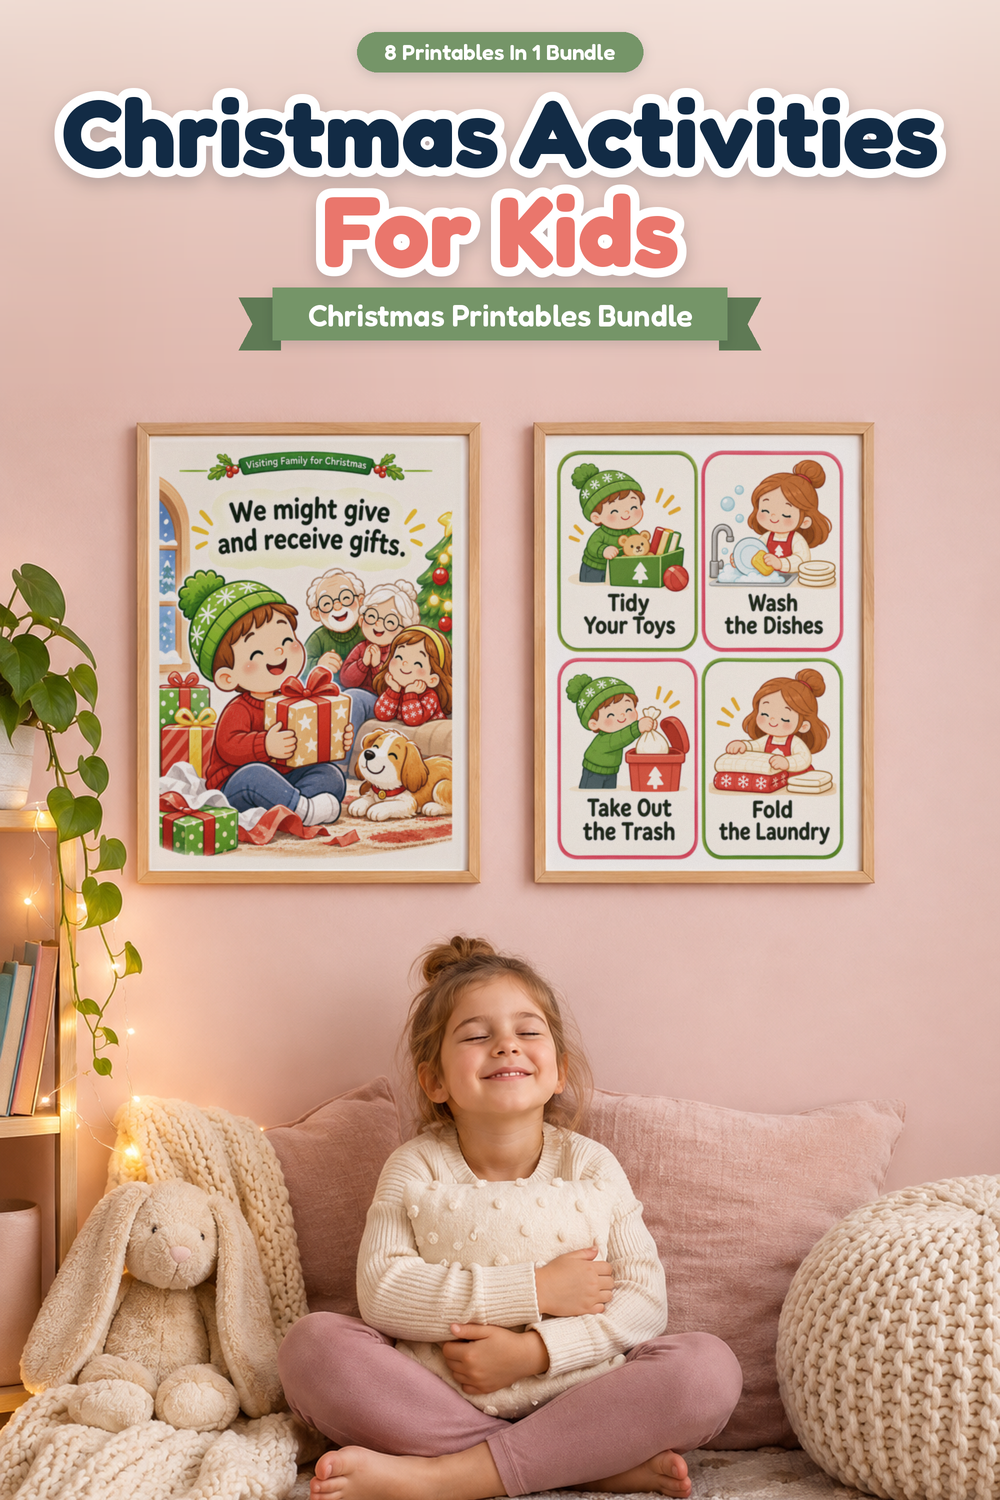 8 Printables In 1 Bundle
Christmas Activities
For Kids
Christmas Printables Bundle
Visiting Family for Christmas
We might give
and receive gifts.
Tidy
Your Toys
Wash
the Dishes
Take Out
the Trash
Fold
the Laundry